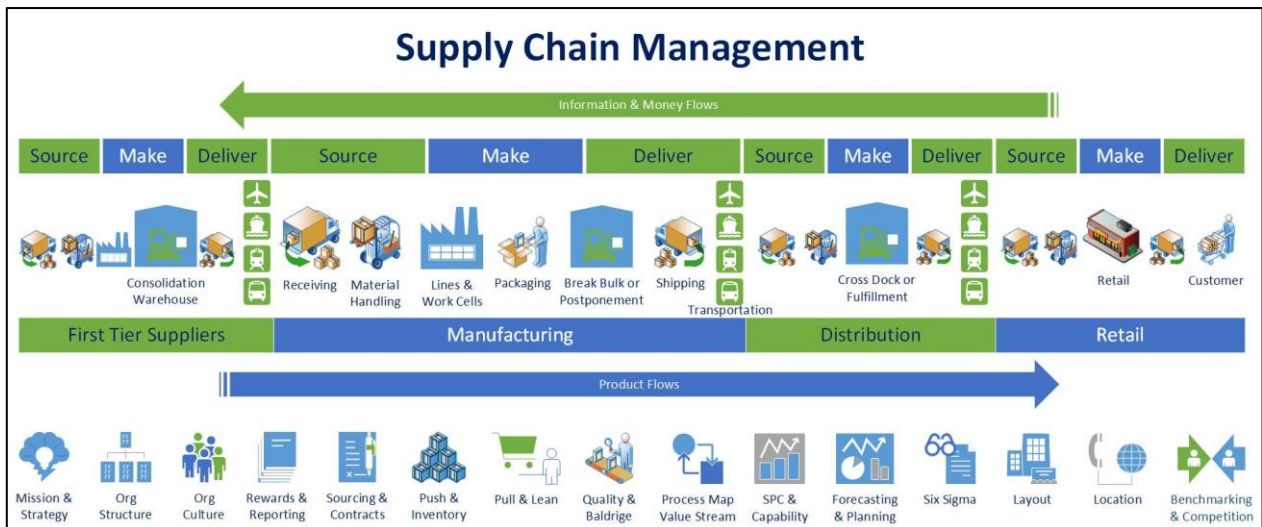 Supply Chain Management
Information & Money Flows
Source Make Deliver Source Make Deliver Source Make Deliver Source Make Deliver
Consolidation
Warehouse
Receiving
Material
Handling
Lines &
Work Cells
Packaging
Break Bulk or
Postponement
Shipping
Transportation
Cross Dock or
Fulfillment
Retail
Customer
First Tier Suppliers Manufacturing Distribution Retail
Product Flows
Mission &
Strategy
Org
Structure
Org
Culture
Rewards &
Reporting
Sourcing &
Contracts
Push &
Inventory
Pull & Lean
Quality &
Baldrige
Process Map
Value Stream
SPC &
Capability
Forecasting
& Planning
Six Sigma
Layout
Location
Benchmarking
& Competition